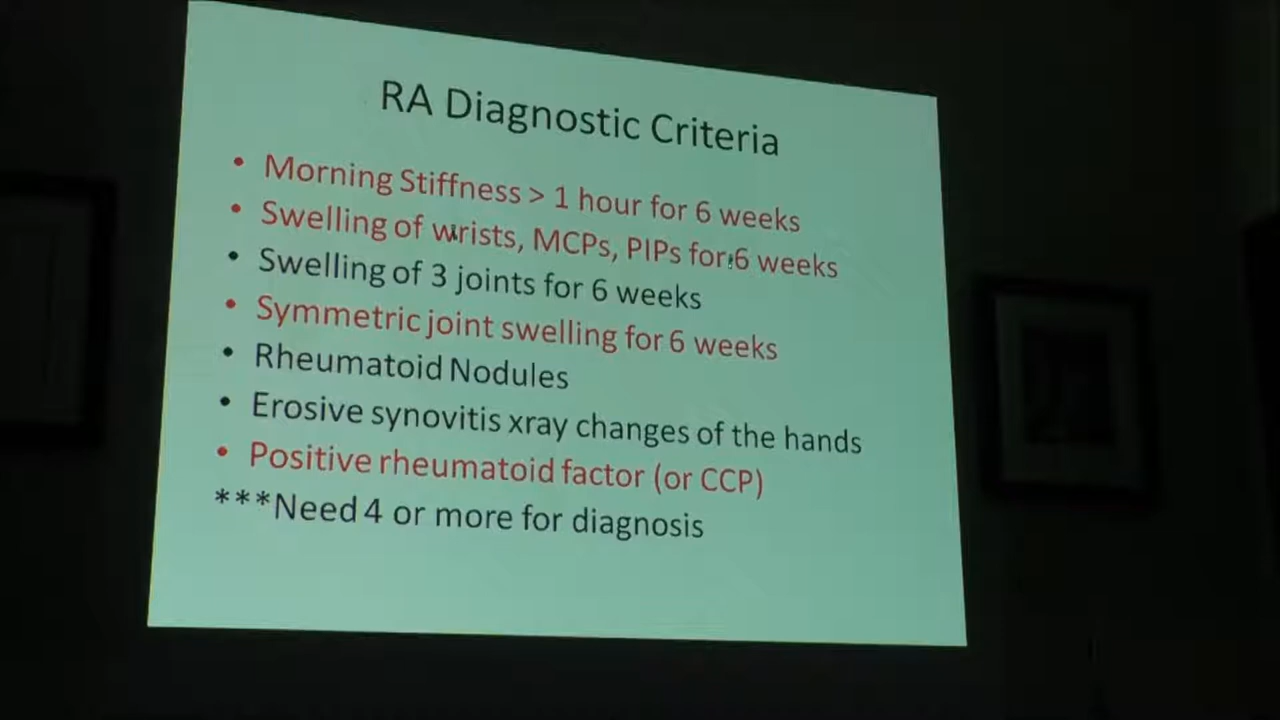 RA Diagnostic Criteria
• Morning Stiffness > 1 hour for 6 weeks
• Swelling of wrists, MCPs, PIPs for 6 weeks
• Swelling of 3 joints for 6 weeks
• Symmetric joint swelling for 6 weeks
• Rheumatoid Nodules
• Erosive synovitis xray changes of the hands
• Positive rheumatoid factor (or CCP)
***Need 4 or more for diagnosis